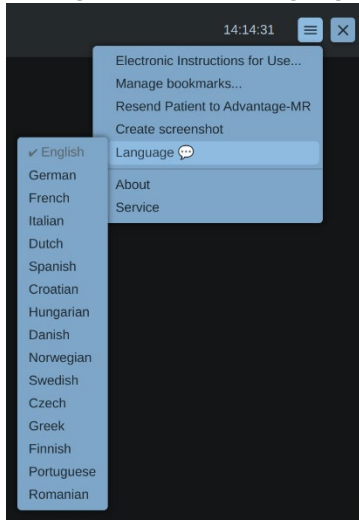 14:14:31
Electronic Instructions for Use...
Manage bookmarks...
Resend Patient to Advantage-MR
Create screenshot
Language 💬
About
Service
✔ English
German
French
Italian
Dutch
Spanish
Croatian
Hungarian
Danish
Norwegian
Swedish
Czech
Greek
Finnish
Portuguese
Romanian